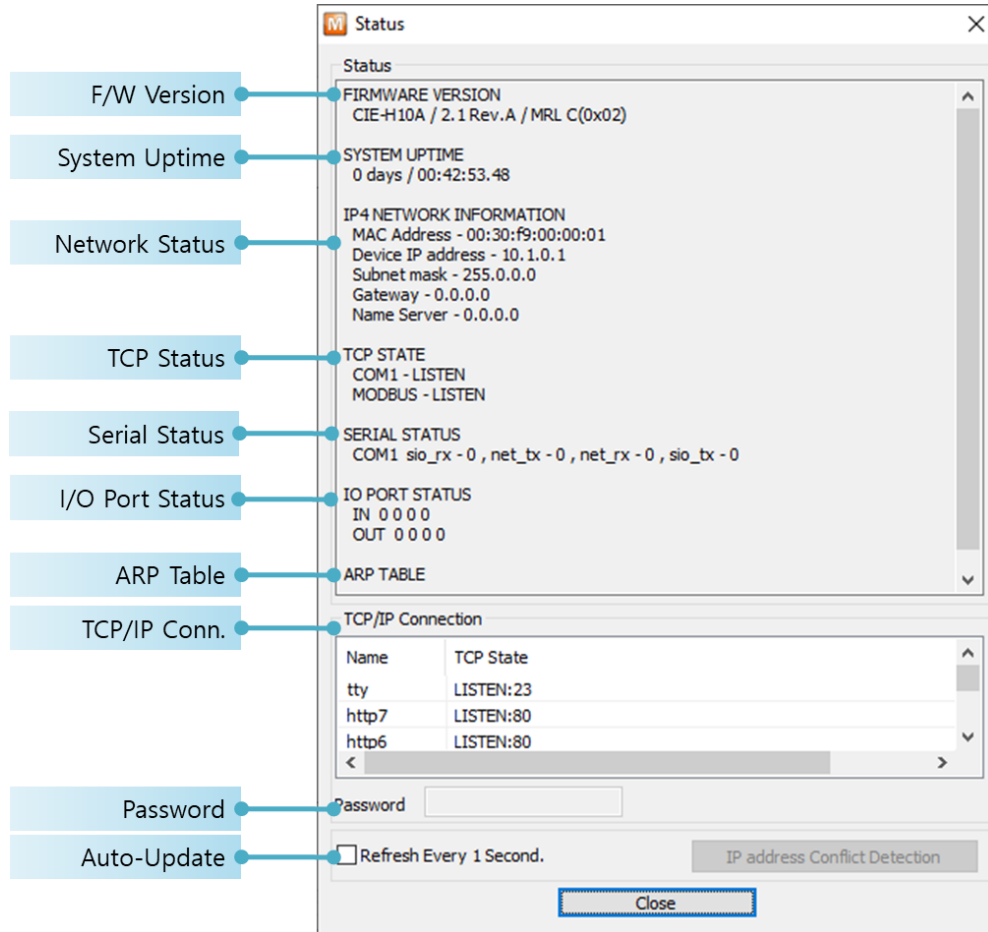 M Status
Status
F/W Version
FIRMWARE VERSION
CIE-H10A / 2.1 Rev.A / MRL C(0x02)
System Uptime
SYSTEM UPTIME
0 days / 00:42:53.48
Network Status
IP4 NETWORK INFORMATION
MAC Address - 00:30:f9:00:00:01
Device IP address - 10.1.0.1
Subnet mask - 255.0.0.0
Gateway - 0.0.0.0
Name Server - 0.0.0.0
TCP Status
TCP STATE
COM1 - LISTEN
MODBUS - LISTEN
Serial Status
SERIAL STATUS
COM1 sio_rx - 0 , net_tx - 0 , net_rx - 0 , sio_tx - 0
I/O Port Status
IO PORT STATUS
IN 0 0 0 0
OUT 0 0 0 0
ARP Table
ARP TABLE
TCP/IP Conn.
TCP/IP Connection
Name TCP State
tty LISTEN:23
http7 LISTEN:80
http6 LISTEN:80
Password
Password
Auto-Update
Refresh Every 1 Second.
IP address Conflict Detection
Close